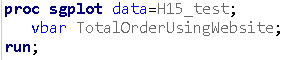 proc sgplot data=H15_test;
vbar TotalOrderUsingWebsite;
run;